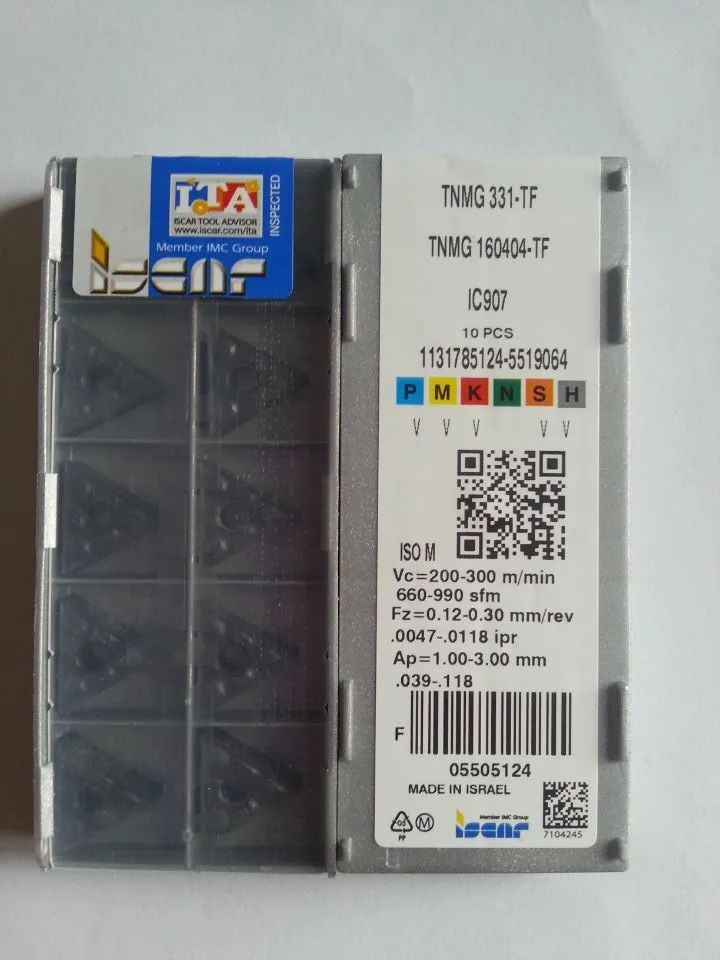 ITA
ISCAR TOOL ADVISOR
www.iscar.com/ita
INSPECTED
Member IMC Group
iscar
TNMG 331-TF
TNMG 160404-TF
IC907
10 PCS
1131785124-5519064
P M K N S H
V V V V V
ISO M
Vc=200-300 m/min
660-990 sfm
Fz=0.12-0.30 mm/rev
.0047-.0118 ipr
Ap=1.00-3.00 mm
.039-.118
F
05505124
MADE IN ISRAEL
05
PP
M
Member IMC Group
iscar
7104245